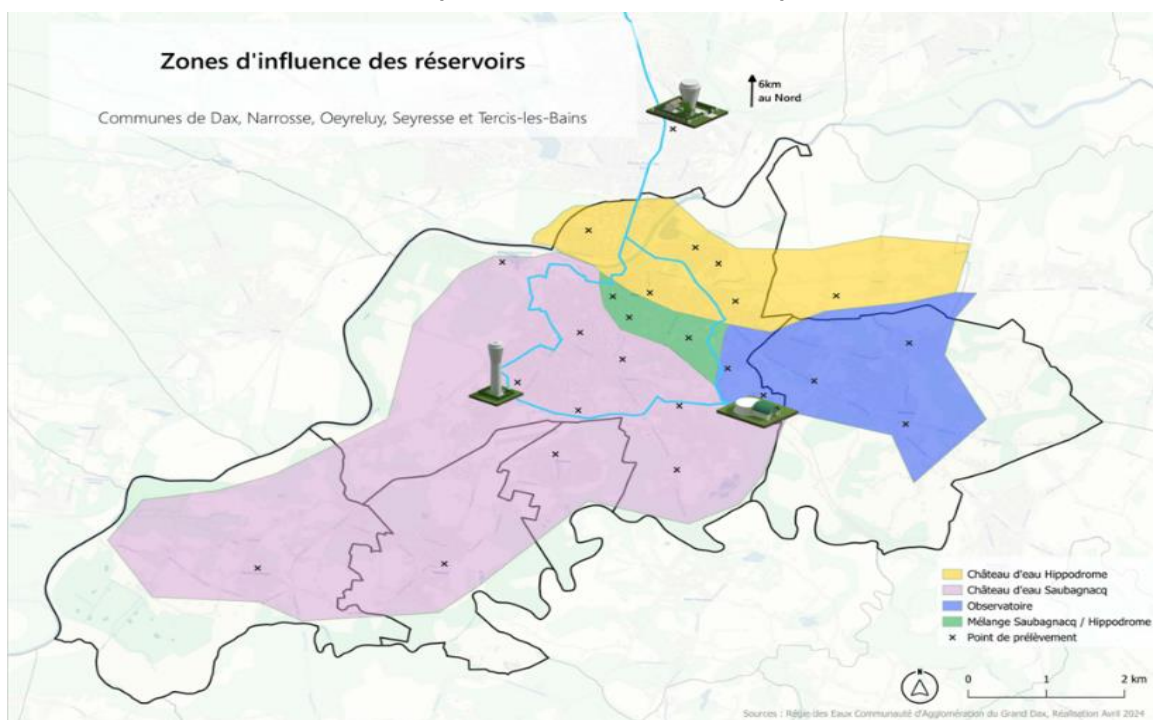 Zones d'influence des réservoirs
Communes de Dax, Narrosse, Oeyreluy, Seyresse et Tercis-les-Bains
6km
au Nord
Château d'eau Hippodrome
Château d'eau Saubagnacq
Observatoire
Mélange Saubagnacq / Hippodrome
Point de prélèvement
N
0 1 2 km
Sources : Régie des Eaux Communauté d'Agglomération du Grand Dax, Réalisation Avril 2024